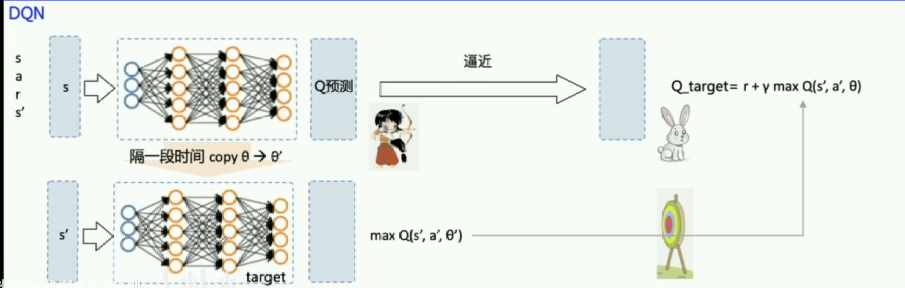 DQN
s
a
r
s'
s
Q预测
逼近
Q_target= r + γ max Q(s', a', θ)
隔一段时间 copy θ → θ'
s'
max Q(s', a', θ')
target